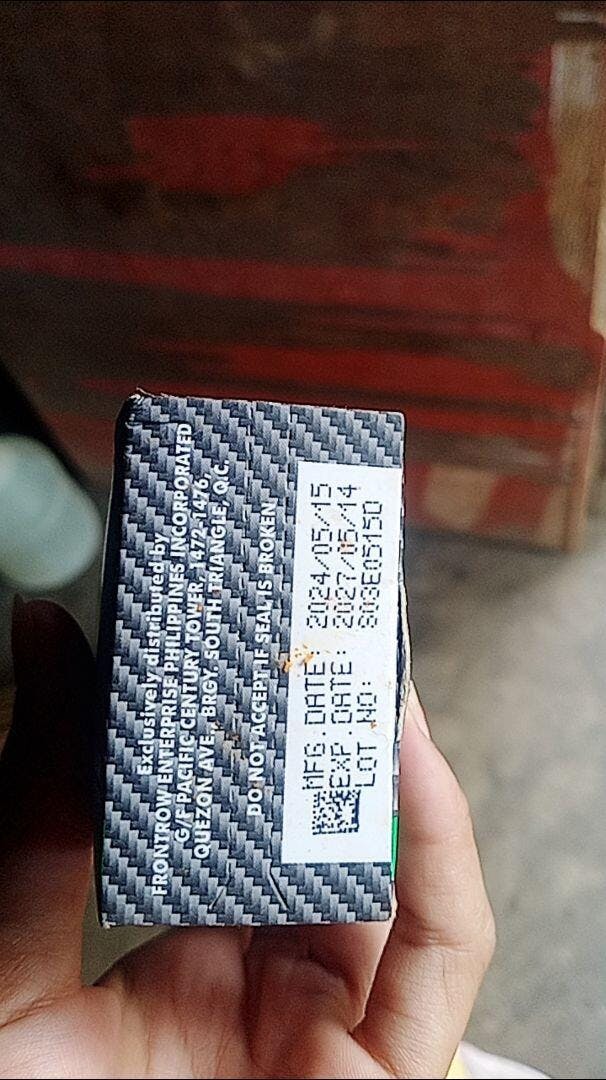 Exclusively distributed by
FRONTROW ENTERPRISE PHILIPPINES INCORPORATED
G/F PACIFIC CENTURY TOWER, 1472-1476,
QUEZON AVE., BRGY. SOUTH TRIANGLE, Q.C.
DO NOT ACCEPT IF SEAL IS BROKEN
MFG.DATE: 2024/05/15
EXP.DATE: 2027/05/14
LOT NO: